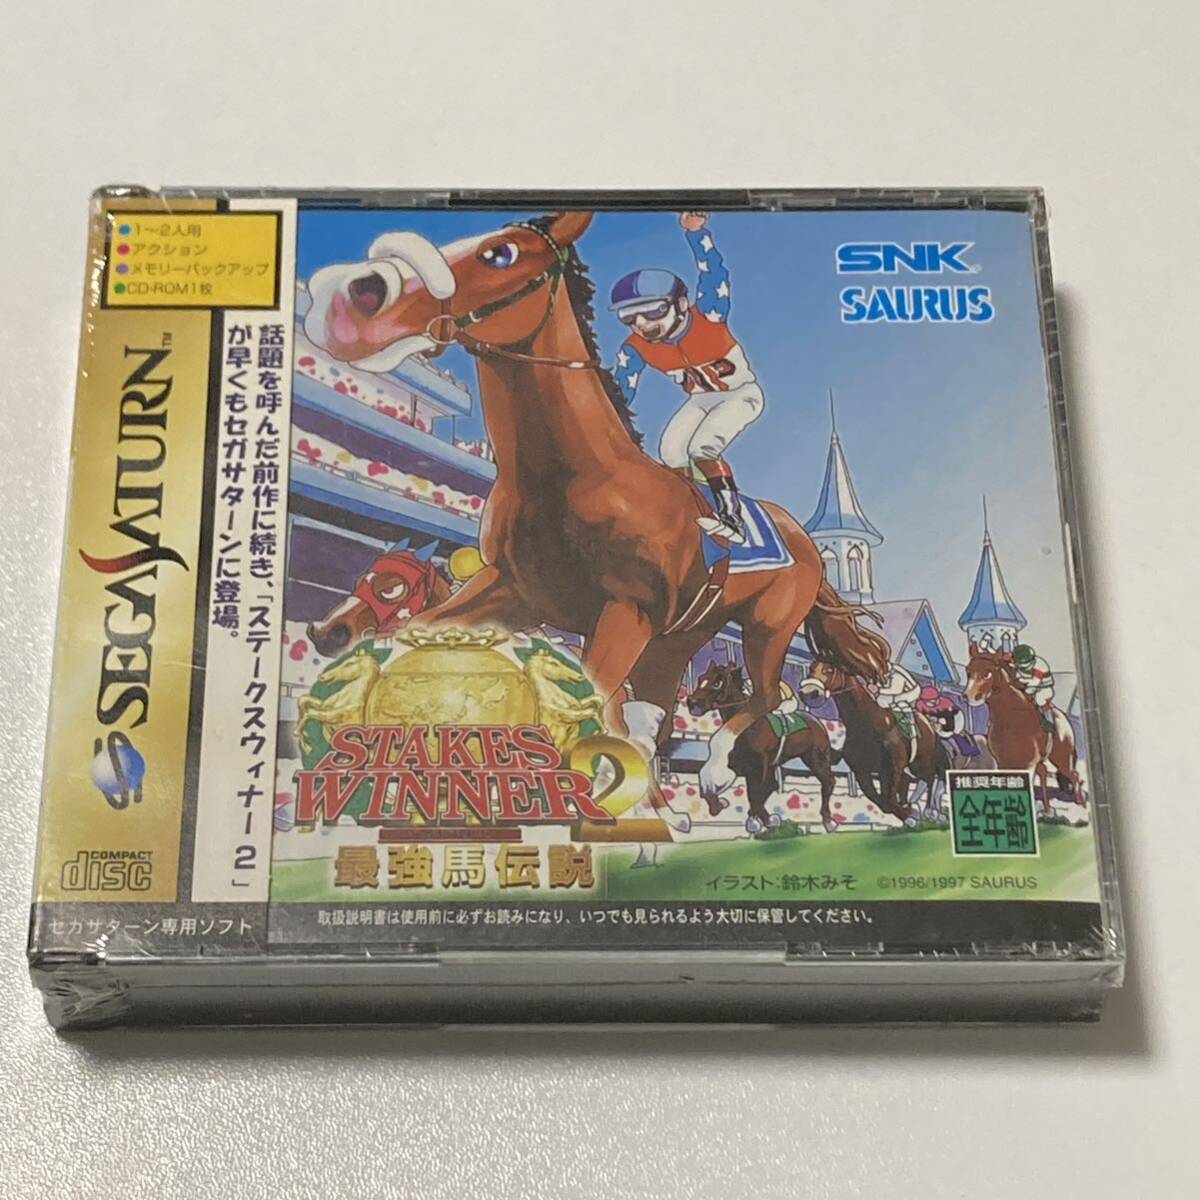 ●1～2人用
●アクション
●メモリーバックアップ
●CD-ROM1枚
SEGA SATURN™
話題を呼んだ前作に続き、「ステークスウィナー2」
が早くもセガサターンに登場。
COMPACT
disc
セガサターン専用ソフト
SNK®
SAURUS
STAKES
WINNER 2
最強馬伝説
推奨年齢
全年齢
イラスト:鈴木みそ ©1996/1997 SAURUS
取扱説明書は使用前に必ずお読みになり、いつでも見られるよう大切に保管してください。